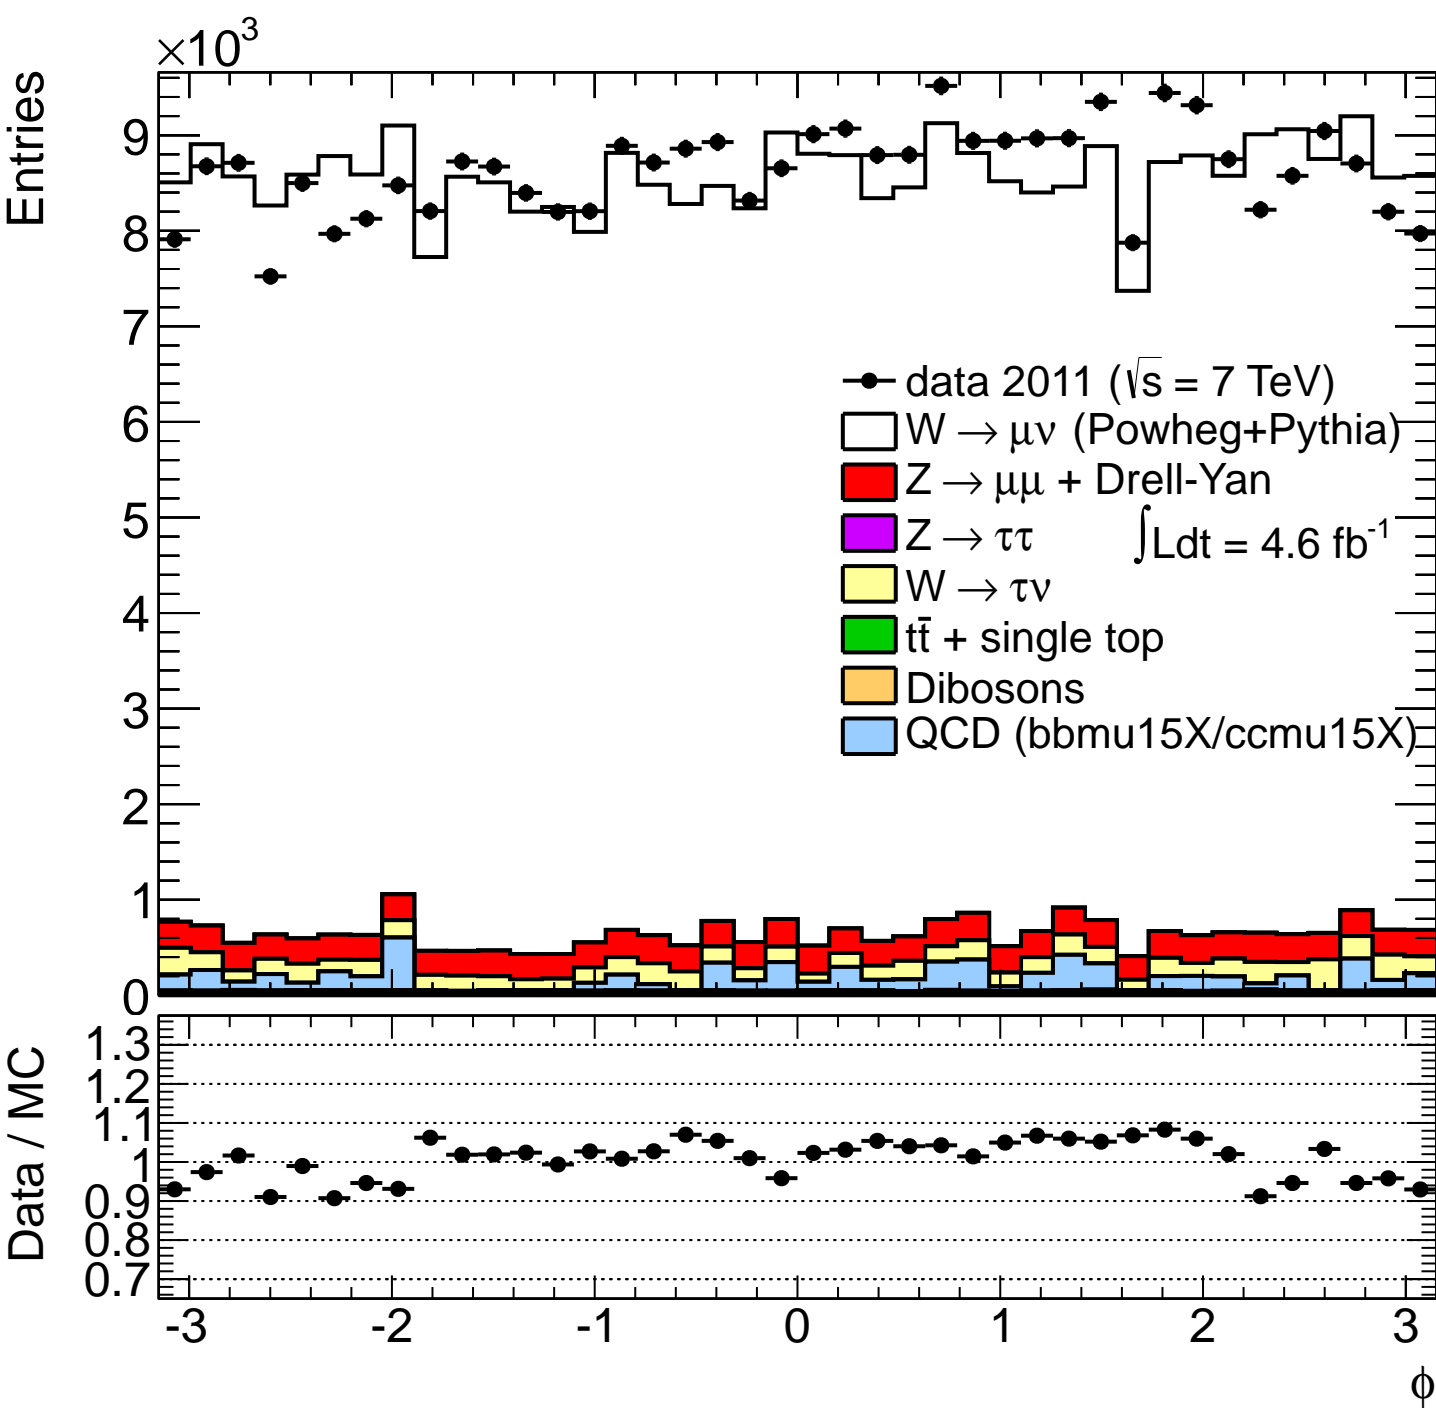 ×10³
Entries
9
8
7
6
5
4
3
2
1
0
data 2011 (√s = 7 TeV)
W → μν (Powheg+Pythia)
Z → μμ + Drell-Yan
Z → ττ
∫Ldt = 4.6 fb⁻¹
W → τν
tt̄ + single top
Dibosons
QCD (bbmu15X/ccmu15X)
Data / MC
1.3
1.2
1.1
1
0.9
0.8
0.7
-3 -2 -1 0 1 2 3
ϕ